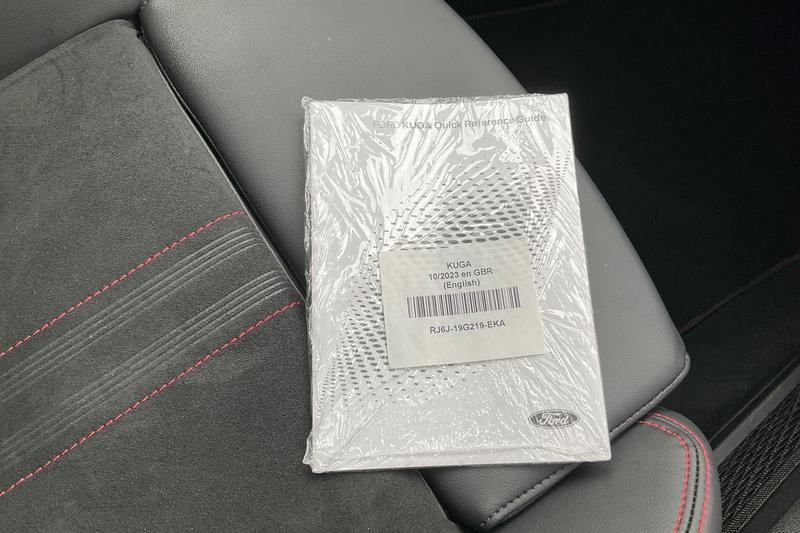 FORD KUGA Quick Reference Guide
KUGA
10/2023 en GBR
(English)
RJ6J-19G219-EKA
Ford